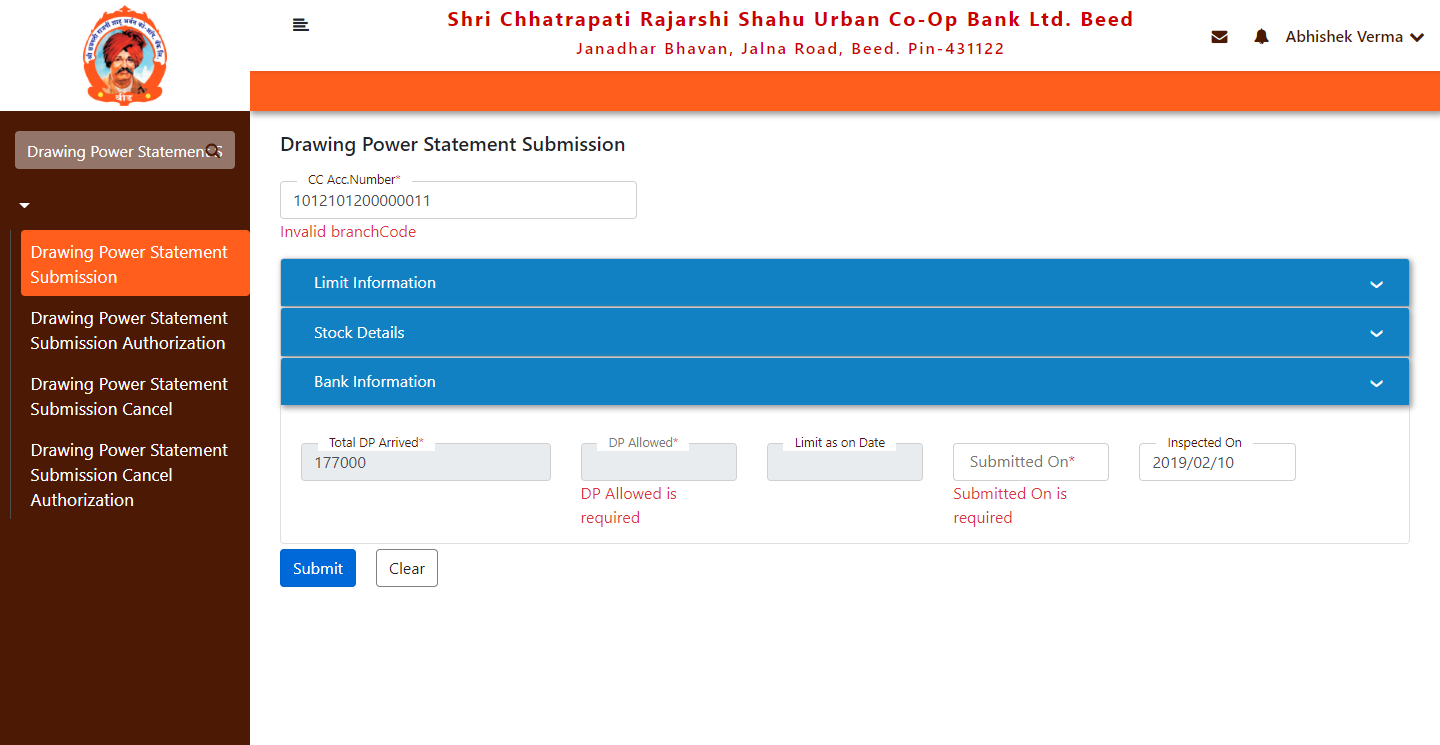 Shri Chhatrapati Rajarshi Shahu Urban Co-Op Bank Ltd. Beed
Janadhar Bhavan, Jalna Road, Beed. Pin-431122
Abhishek Verma
बीड
Drawing Power Statement S
Drawing Power Statement
Submission
Drawing Power Statement
Submission Authorization
Drawing Power Statement
Submission Cancel
Drawing Power Statement
Submission Cancel
Authorization
Drawing Power Statement Submission
CC Acc.Number*
1012101200000011
Invalid branchCode
Limit Information
Stock Details
Bank Information
Total DP Arrived*
177000
DP Allowed*
DP Allowed is
required
Limit as on Date
Submitted On*
Submitted On is
required
Inspected On
2019/02/10
Submit
Clear